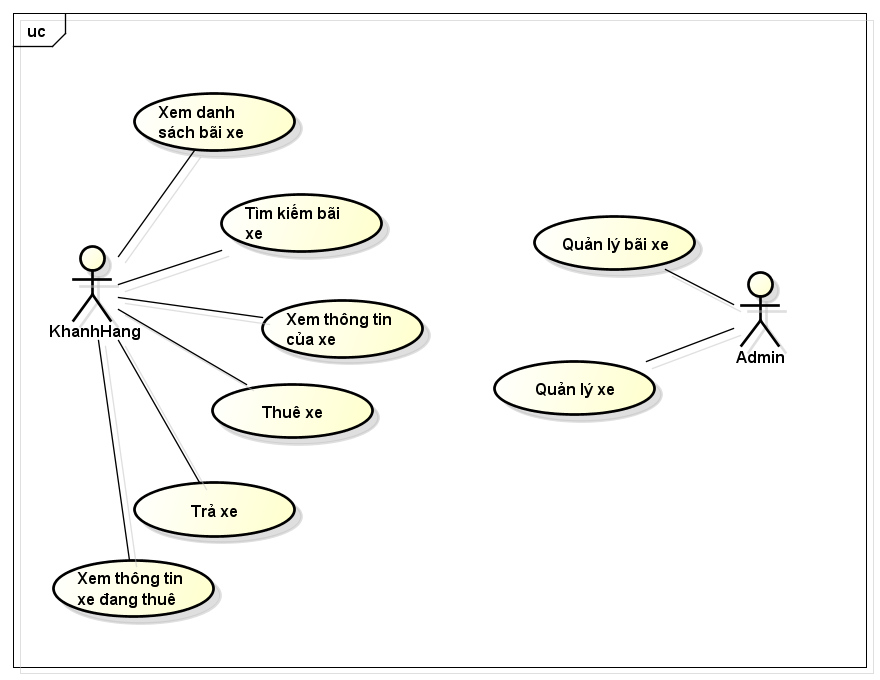 uc
Xem danh
sách bãi xe
Tìm kiếm bãi
xe
Quản lý bãi xe
KhanhHang
Xem thông tin
của xe
Admin
Thuê xe
Quản lý xe
Trả xe
Xem thông tin
xe đang thuê